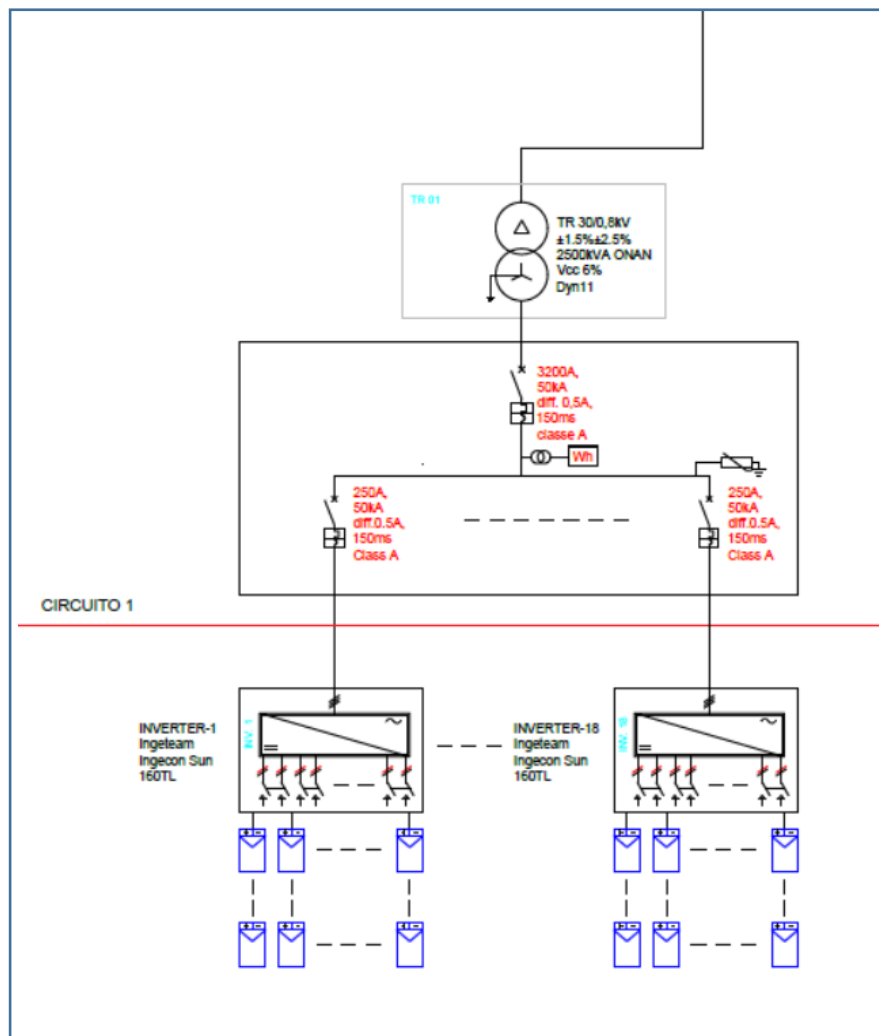 TR 01
TR 30/0,8kV
±1.5%±2.5%
2500kVA ONAN
Vcc 6%
Dyn11
3200A,
50kA
diff. 0,5A,
150ms
classe A
Wh
250A,
50kA
diff.0.5A,
150ms
Class A
250A,
50kA
diff.0.5A,
150ms
Class A
CIRCUITO 1
INVERTER-1
Ingeteam
Ingecon Sun
160TL
INV. 1
INVERTER-18
Ingeteam
Ingecon Sun
160TL
INV. 18